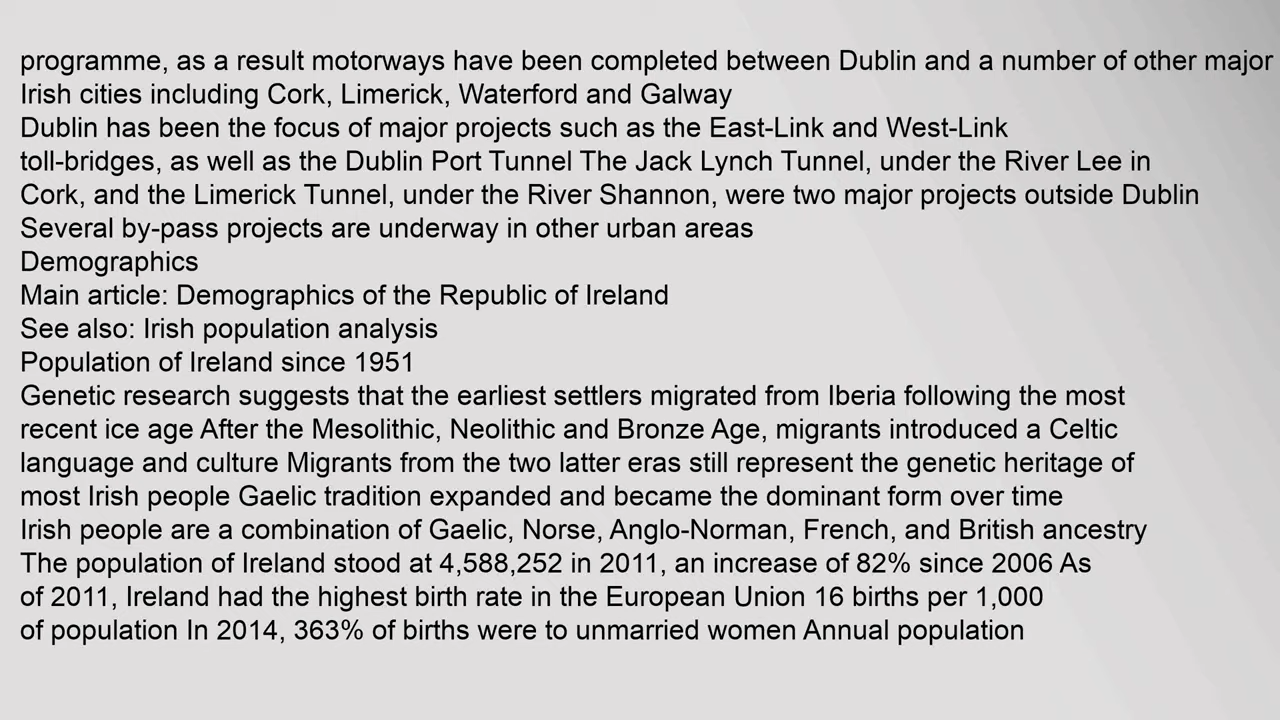 programme, as a result motorways have been completed between Dublin and a number of other major
Irish cities including Cork, Limerick, Waterford and Galway
Dublin has been the focus of major projects such as the East-Link and West-Link
toll-bridges, as well as the Dublin Port Tunnel The Jack Lynch Tunnel, under the River Lee in
Cork, and the Limerick Tunnel, under the River Shannon, were two major projects outside Dublin
Several by-pass projects are underway in other urban areas
Demographics
Main article: Demographics of the Republic of Ireland
See also: Irish population analysis
Population of Ireland since 1951
Genetic research suggests that the earliest settlers migrated from Iberia following the most
recent ice age After the Mesolithic, Neolithic and Bronze Age, migrants introduced a Celtic
language and culture Migrants from the two latter eras still represent the genetic heritage of
most Irish people Gaelic tradition expanded and became the dominant form over time
Irish people are a combination of Gaelic, Norse, Anglo-Norman, French, and British ancestry
The population of Ireland stood at 4,588,252 in 2011, an increase of 82% since 2006 As
of 2011, Ireland had the highest birth rate in the European Union 16 births per 1,000
of population In 2014, 363% of births were to unmarried women Annual population